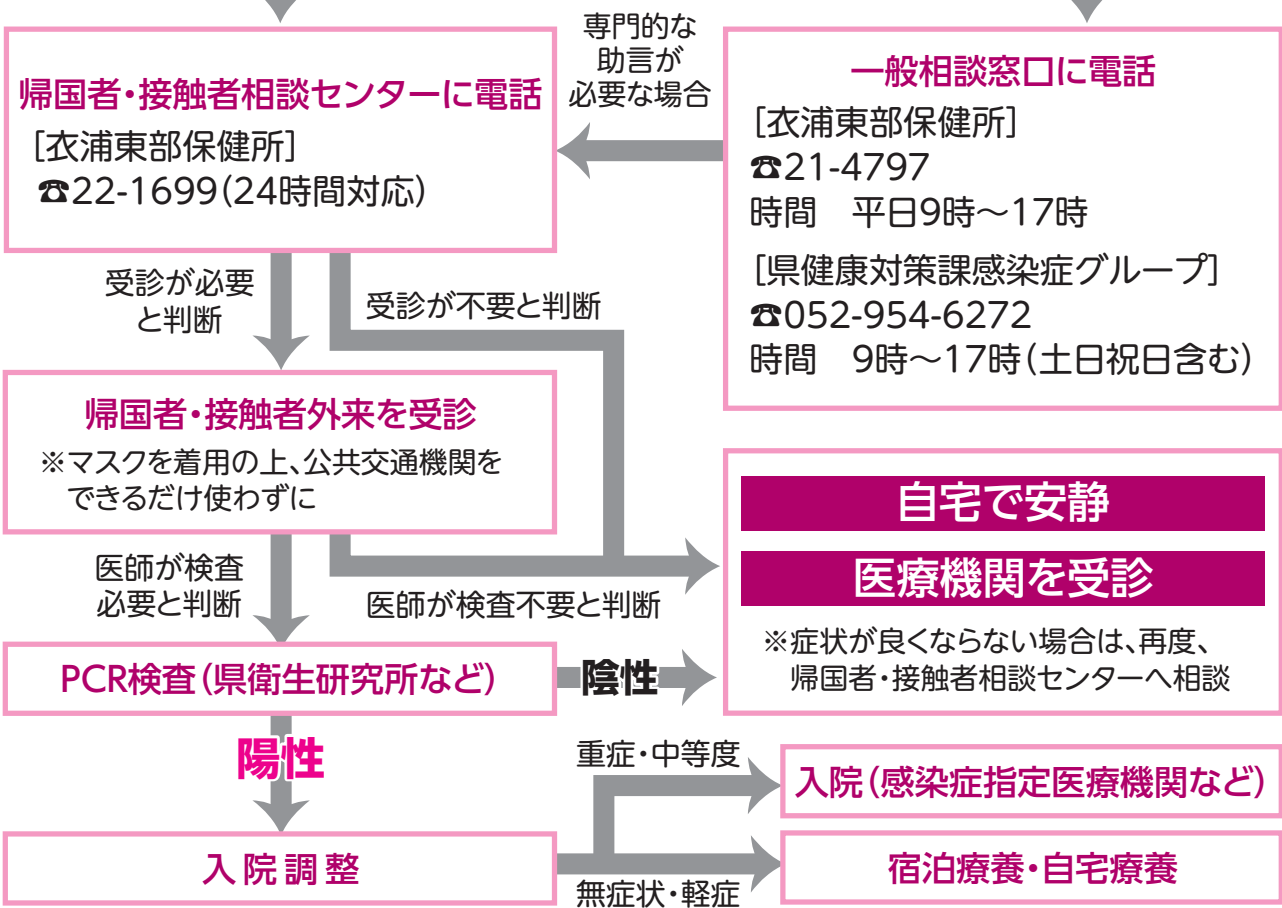 専門的な
助言が
必要な場合
帰国者・接触者相談センターに電話
[衣浦東部保健所]
☎22-1699(24時間対応)
一般相談窓口に電話
[衣浦東部保健所]
☎21-4797
時間　平日9時～17時
[県健康対策課感染症グループ]
☎052-954-6272
時間　9時～17時(土日祝日含む)
受診が必要
と判断
受診が不要と判断
帰国者・接触者外来を受診
※マスクを着用の上、公共交通機関を
できるだけ使わずに
医師が検査
必要と判断
医師が検査不要と判断
自宅で安静
医療機関を受診
※症状が良くならない場合は、再度、
帰国者・接触者相談センターへ相談
PCR検査(県衛生研究所など)
陰性
陽性
重症・中等度
入院(感染症指定医療機関など)
入院調整
無症状・軽症
宿泊療養・自宅療養